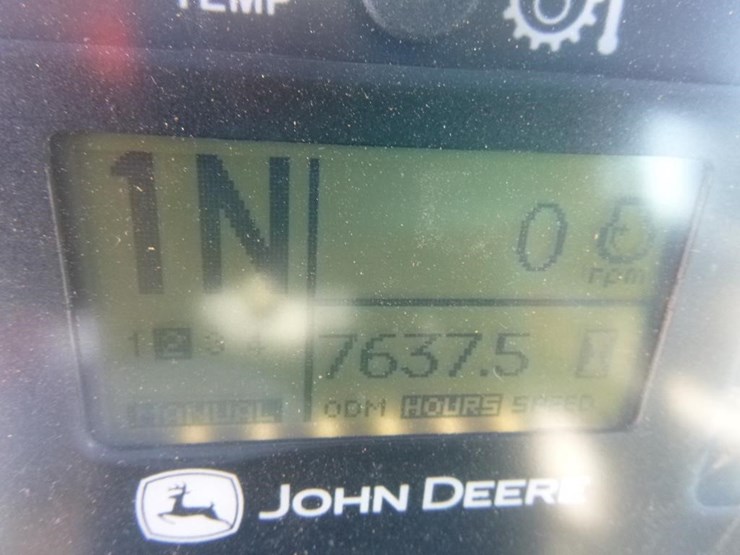 TEMP
1N
0
rpm
1 2 3 4
7637.5
MANUAL
ODM HOURS SPEED
JOHN DEERE